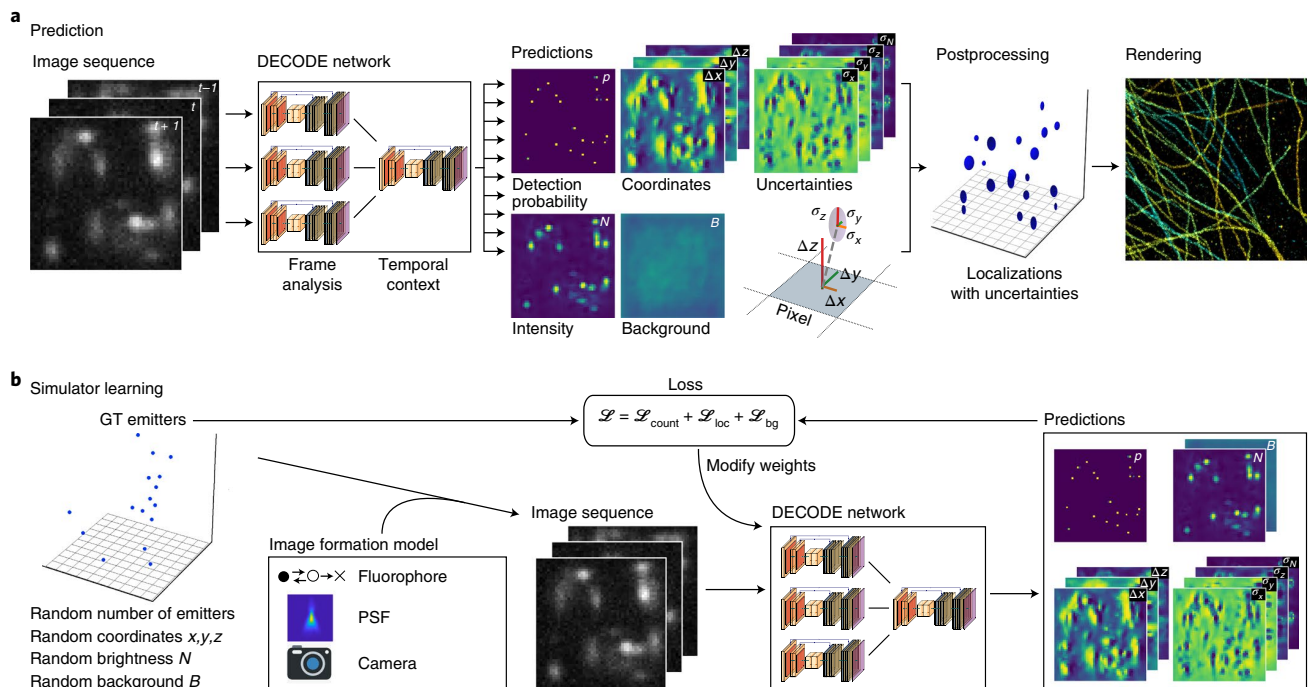 a
Prediction
Image sequence
t–1
t
t + 1
DECODE network
Frame
analysis
Temporal
context
Predictions
p
Detection
probability
Δz
Δy
Δx
Coordinates
σN
σz
σy
σx
Uncertainties
N
Intensity
B
Background
σz
σy
σx
Δz
Δy
Δx
Pixel
Postprocessing
Localizations
with uncertainties
Rendering
b
Simulator learning
GT emitters
Random number of emitters
Random coordinates x,y,z
Random brightness N
Random background B
Image formation model
Fluorophore
PSF
Camera
Image sequence
Loss
ℒ = ℒcount + ℒloc + ℒbg
Modify weights
DECODE network
Predictions
p
B
N
Δz
Δy
Δx
σN
σz
σy
σx